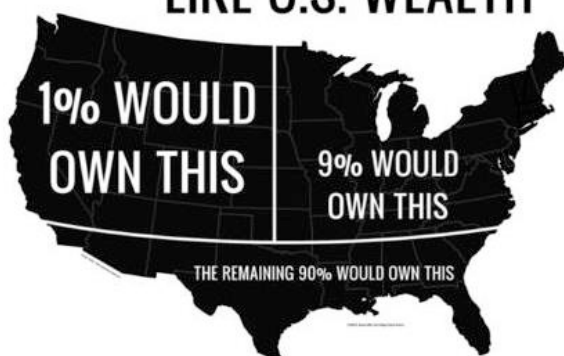 LIKE U.S. WEALTH
1% WOULD
OWN THIS
9% WOULD
OWN THIS
THE REMAINING 90% WOULD OWN THIS